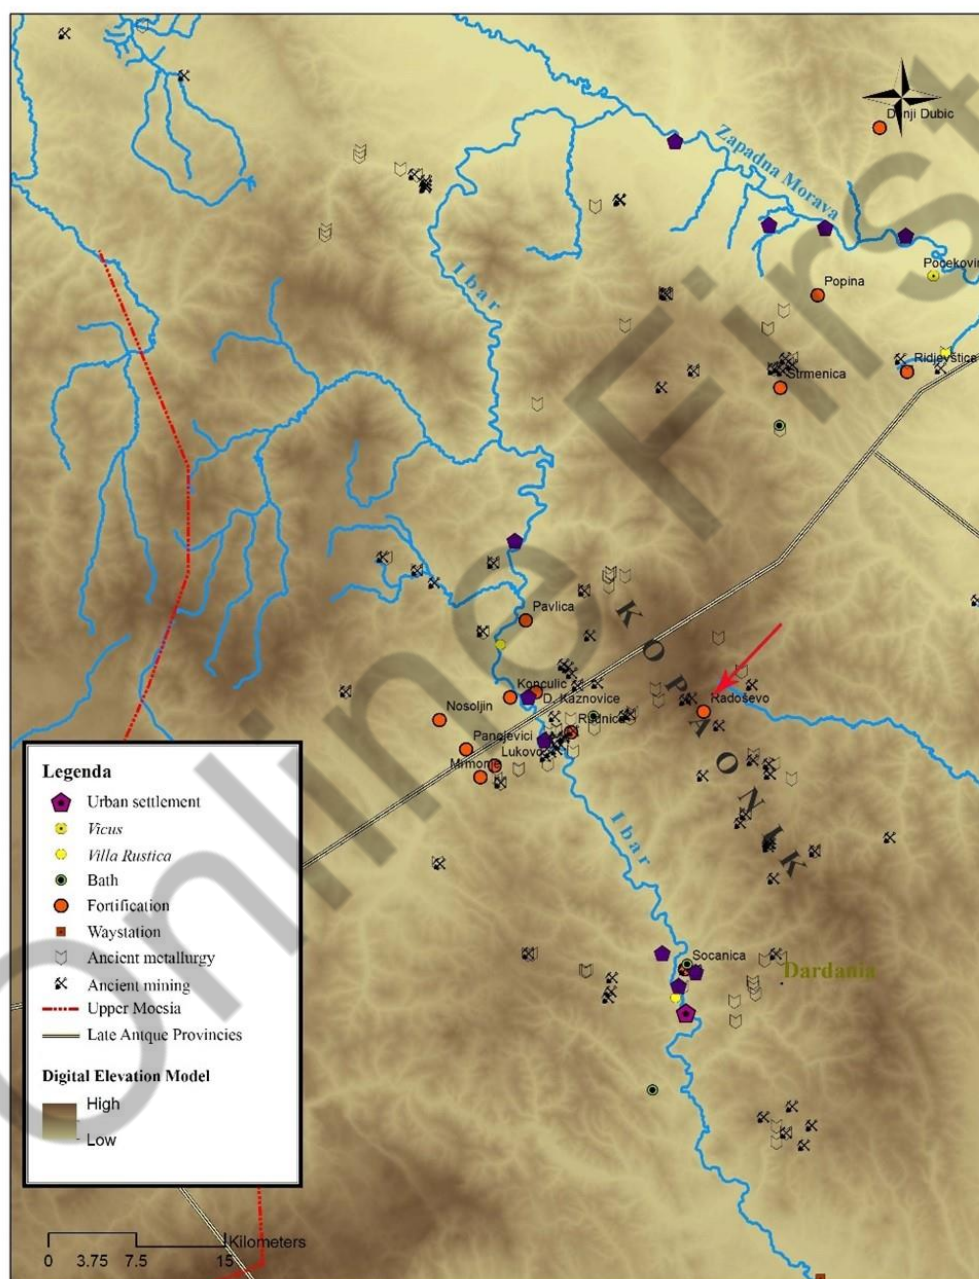 Donji Dubic
Zapadna Morava
Pocekovin
Popina
Ibar
Ridjevstice
Strmenica
Pavlica
KOPAONIK
Konculic
D. Kaznovice
Radoševo
Nosoljin
Rudnica
Panojevici
Lukovo
Mrmonje
Ibar
Socanica
Dardania
Legenda
Urban settlement
Vicus
Villa Rustica
Bath
Fortification
Waystation
Ancient metallurgy
Ancient mining
Upper Moesia
Late Antque Provincies
Digital Elevation Model
High
Low
Kilometers
0 3.75 7.5 15
Online First